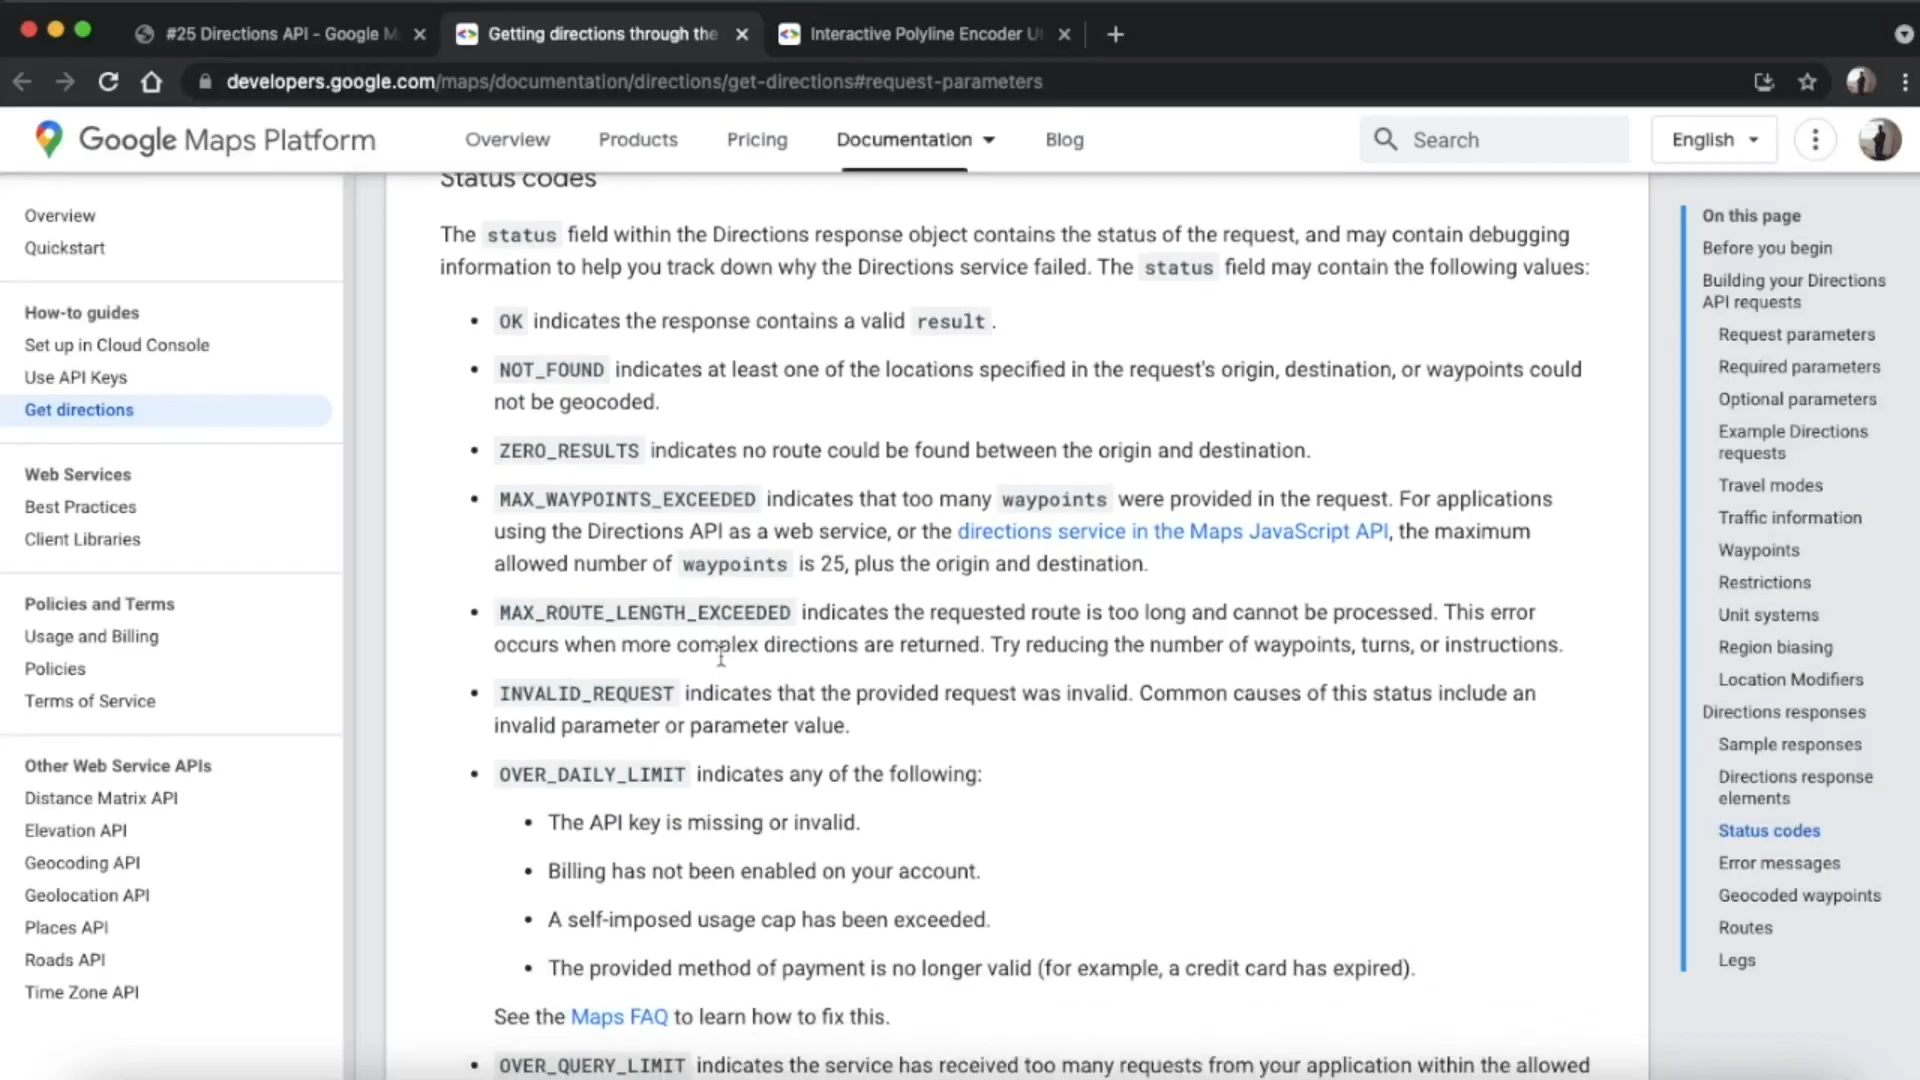 #25 Directions API - Google M
Getting directions through the
Interactive Polyline Encoder U
developers.google.com/maps/documentation/directions/get-directions#request-parameters
Google Maps Platform
Overview
Products
Pricing
Documentation
Blog
Search
English
Overview
Quickstart
How-to guides
Set up in Cloud Console
Use API Keys
Get directions
Web Services
Best Practices
Client Libraries
Policies and Terms
Usage and Billing
Policies
Terms of Service
Other Web Service APIs
Distance Matrix API
Elevation API
Geocoding API
Geolocation API
Places API
Roads API
Time Zone API
Status codes
The status field within the Directions response object contains the status of the request, and may contain debugging
information to help you track down why the Directions service failed. The status field may contain the following values:
• OK indicates the response contains a valid result.
• NOT_FOUND indicates at least one of the locations specified in the request's origin, destination, or waypoints could
not be geocoded.
• ZERO_RESULTS indicates no route could be found between the origin and destination.
• MAX_WAYPOINTS_EXCEEDED indicates that too many waypoints were provided in the request. For applications
using the Directions API as a web service, or the directions service in the Maps JavaScript API, the maximum
allowed number of waypoints is 25, plus the origin and destination.
• MAX_ROUTE_LENGTH_EXCEEDED indicates the requested route is too long and cannot be processed. This error
occurs when more complex directions are returned. Try reducing the number of waypoints, turns, or instructions.
• INVALID_REQUEST indicates that the provided request was invalid. Common causes of this status include an
invalid parameter or parameter value.
• OVER_DAILY_LIMIT indicates any of the following:
• The API key is missing or invalid.
• Billing has not been enabled on your account.
• A self-imposed usage cap has been exceeded.
• The provided method of payment is no longer valid (for example, a credit card has expired).
See the Maps FAQ to learn how to fix this.
• OVER_QUERY_LIMIT indicates the service has received too many requests from your application within the allowed
On this page
Before you begin
Building your Directions
API requests
Request parameters
Required parameters
Optional parameters
Example Directions
requests
Travel modes
Traffic information
Waypoints
Restrictions
Unit systems
Region biasing
Location Modifiers
Directions responses
Sample responses
Directions response
elements
Status codes
Error messages
Geocoded waypoints
Routes
Legs